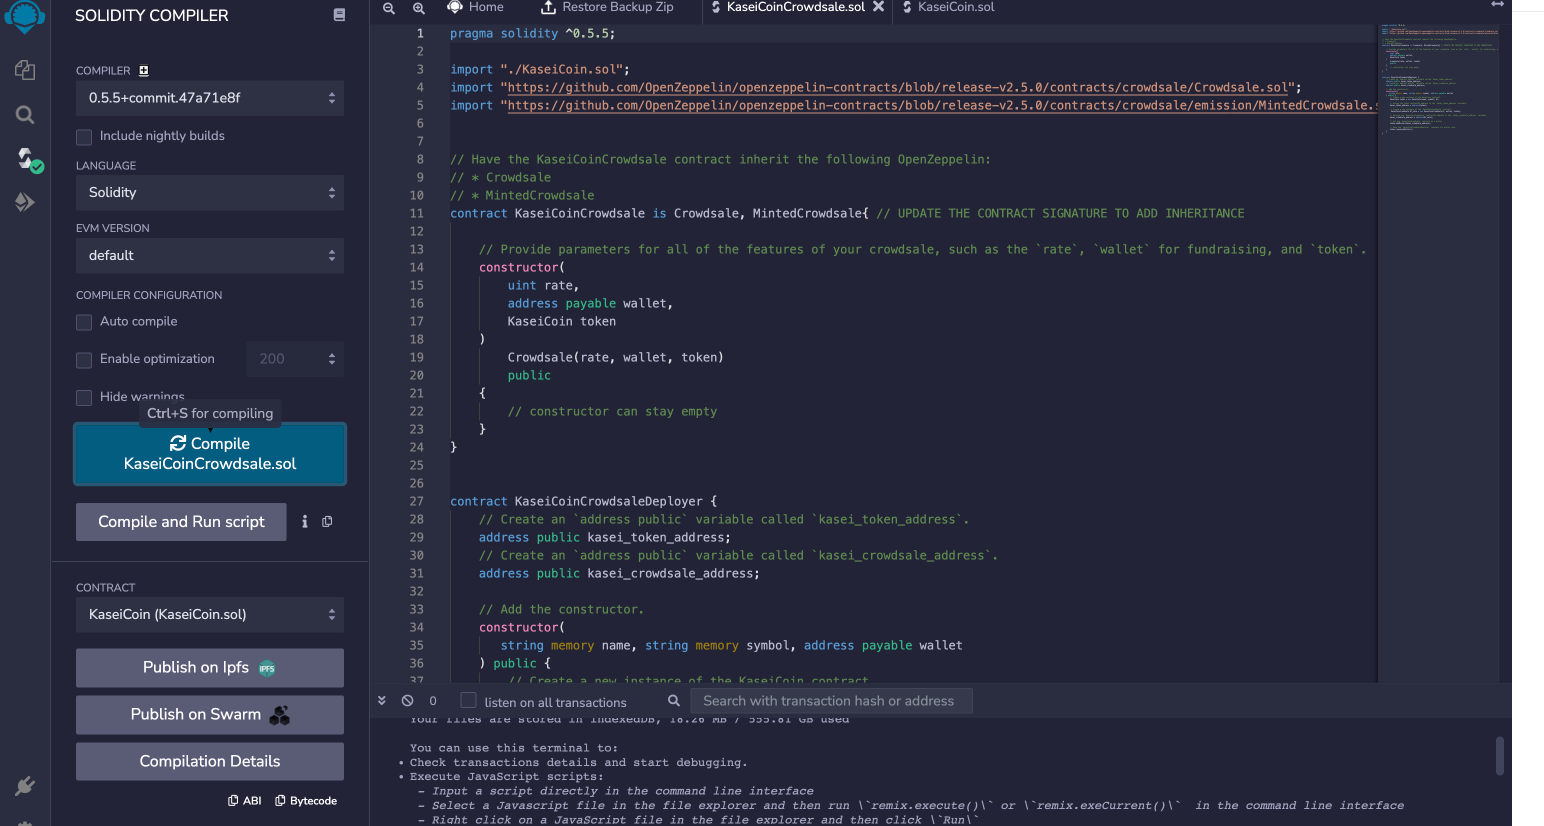 SOLIDITY COMPILER
COMPILER
0.5.5+commit.47a71e8f
Include nightly builds
LANGUAGE
Solidity
EVM VERSION
default
COMPILER CONFIGURATION
Auto compile
Enable optimization 200
Hide warnings
Ctrl+S for compiling
Compile
KaseiCoinCrowdsale.sol
Compile and Run script
CONTRACT
KaseiCoin (KaseiCoin.sol)
Publish on Ipfs IPFS
Publish on Swarm
Compilation Details
ABI Bytecode
Home Restore Backup Zip KaseiCoinCrowdsale.sol KaseiCoin.sol
1 pragma solidity ^0.5.5;
2
3 import "./KaseiCoin.sol";
4 import "https://github.com/OpenZeppelin/openzeppelin-contracts/blob/release-v2.5.0/contracts/crowdsale/Crowdsale.sol";
5 import "https://github.com/OpenZeppelin/openzeppelin-contracts/blob/release-v2.5.0/contracts/crowdsale/emission/MintedCrowdsale.s
6
7
8 // Have the KaseiCoinCrowdsale contract inherit the following OpenZeppelin:
9 // * Crowdsale
10 // * MintedCrowdsale
11 contract KaseiCoinCrowdsale is Crowdsale, MintedCrowdsale{ // UPDATE THE CONTRACT SIGNATURE TO ADD INHERITANCE
12
13 // Provide parameters for all of the features of your crowdsale, such as the `rate`, `wallet` for fundraising, and `token`.
14 constructor(
15 uint rate,
16 address payable wallet,
17 KaseiCoin token
18 )
19 Crowdsale(rate, wallet, token)
20 public
21 {
22 // constructor can stay empty
23 }
24 }
25
26
27 contract KaseiCoinCrowdsaleDeployer {
28 // Create an `address public` variable called `kasei_token_address`.
29 address public kasei_token_address;
30 // Create an `address public` variable called `kasei_crowdsale_address`.
31 address public kasei_crowdsale_address;
32
33 // Add the constructor.
34 constructor(
35 string memory name, string memory symbol, address payable wallet
36 ) public {
37 // Create a new instance of the KaseiCoin contract.
0 listen on all transactions Search with transaction hash or address
Your files are stored in indexedDB, 18.26 MB / 555.81 GB used
You can use this terminal to:
• Check transactions details and start debugging.
• Execute JavaScript scripts:
- Input a script directly in the command line interface
- Select a Javascript file in the file explorer and then run \`remix.execute()\` or \`remix.exeCurrent()\` in the command line interface
- Right click on a JavaScript file in the file explorer and then click \`Run\`